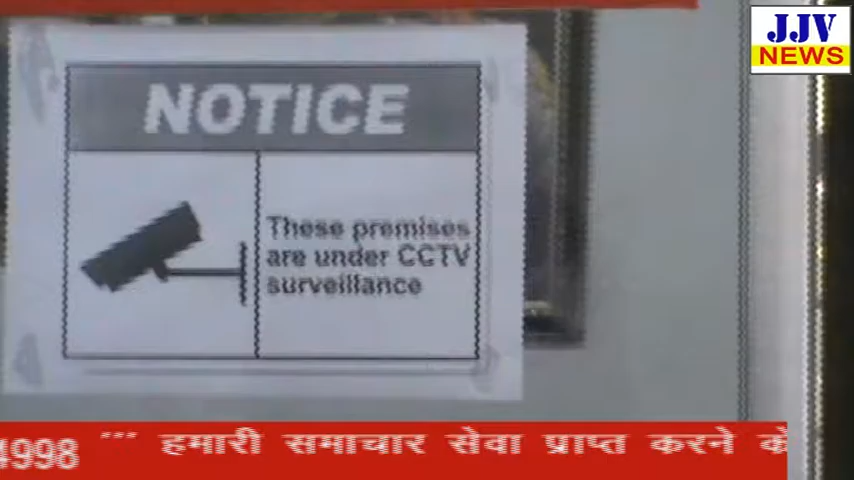 JJV
NEWS
NOTICE
These premises
are under CCTV
surveillance
4998 """ हमारी समाचार सेवा प्राप्त करने